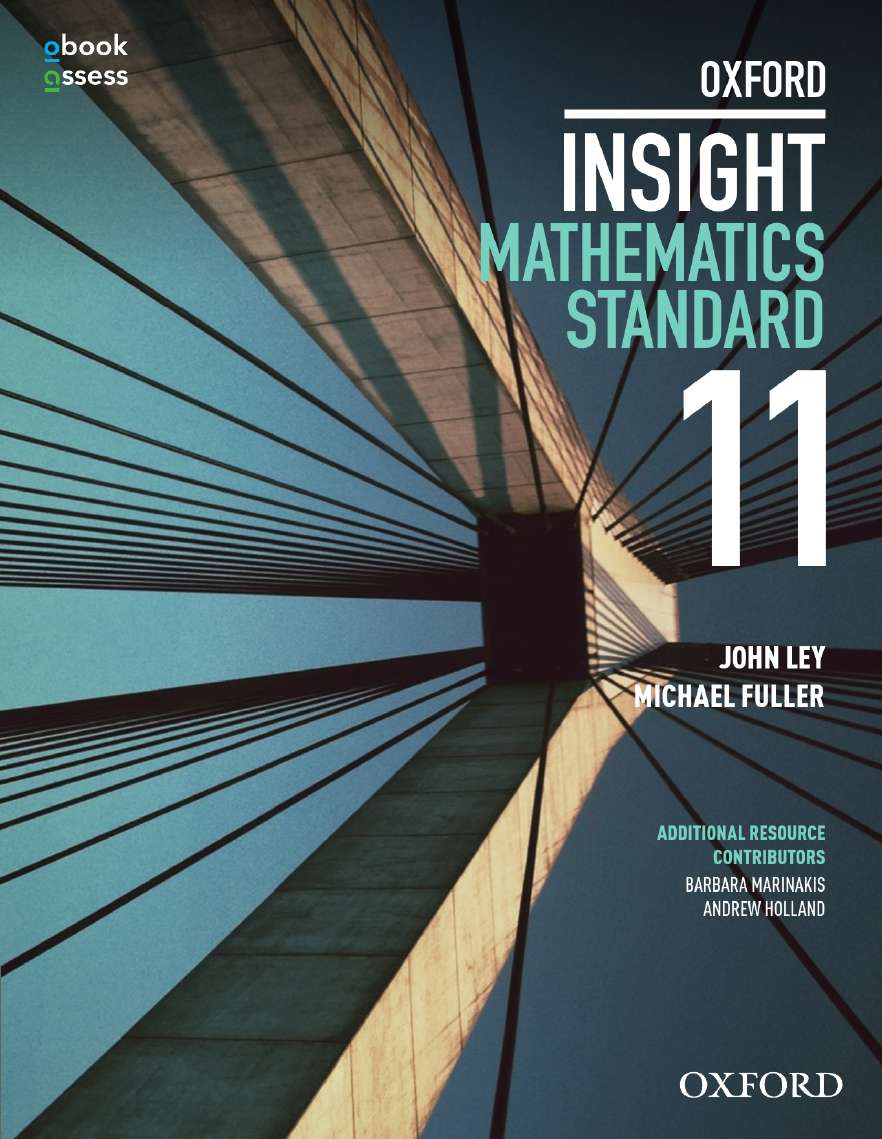 obook
assess
OXFORD
INSIGHT
MATHEMATICS
STANDARD
11
JOHN LEY
MICHAEL FULLER
ADDITIONAL RESOURCE
CONTRIBUTORS
BARBARA MARINAKIS
ANDREW HOLLAND
OXFORD